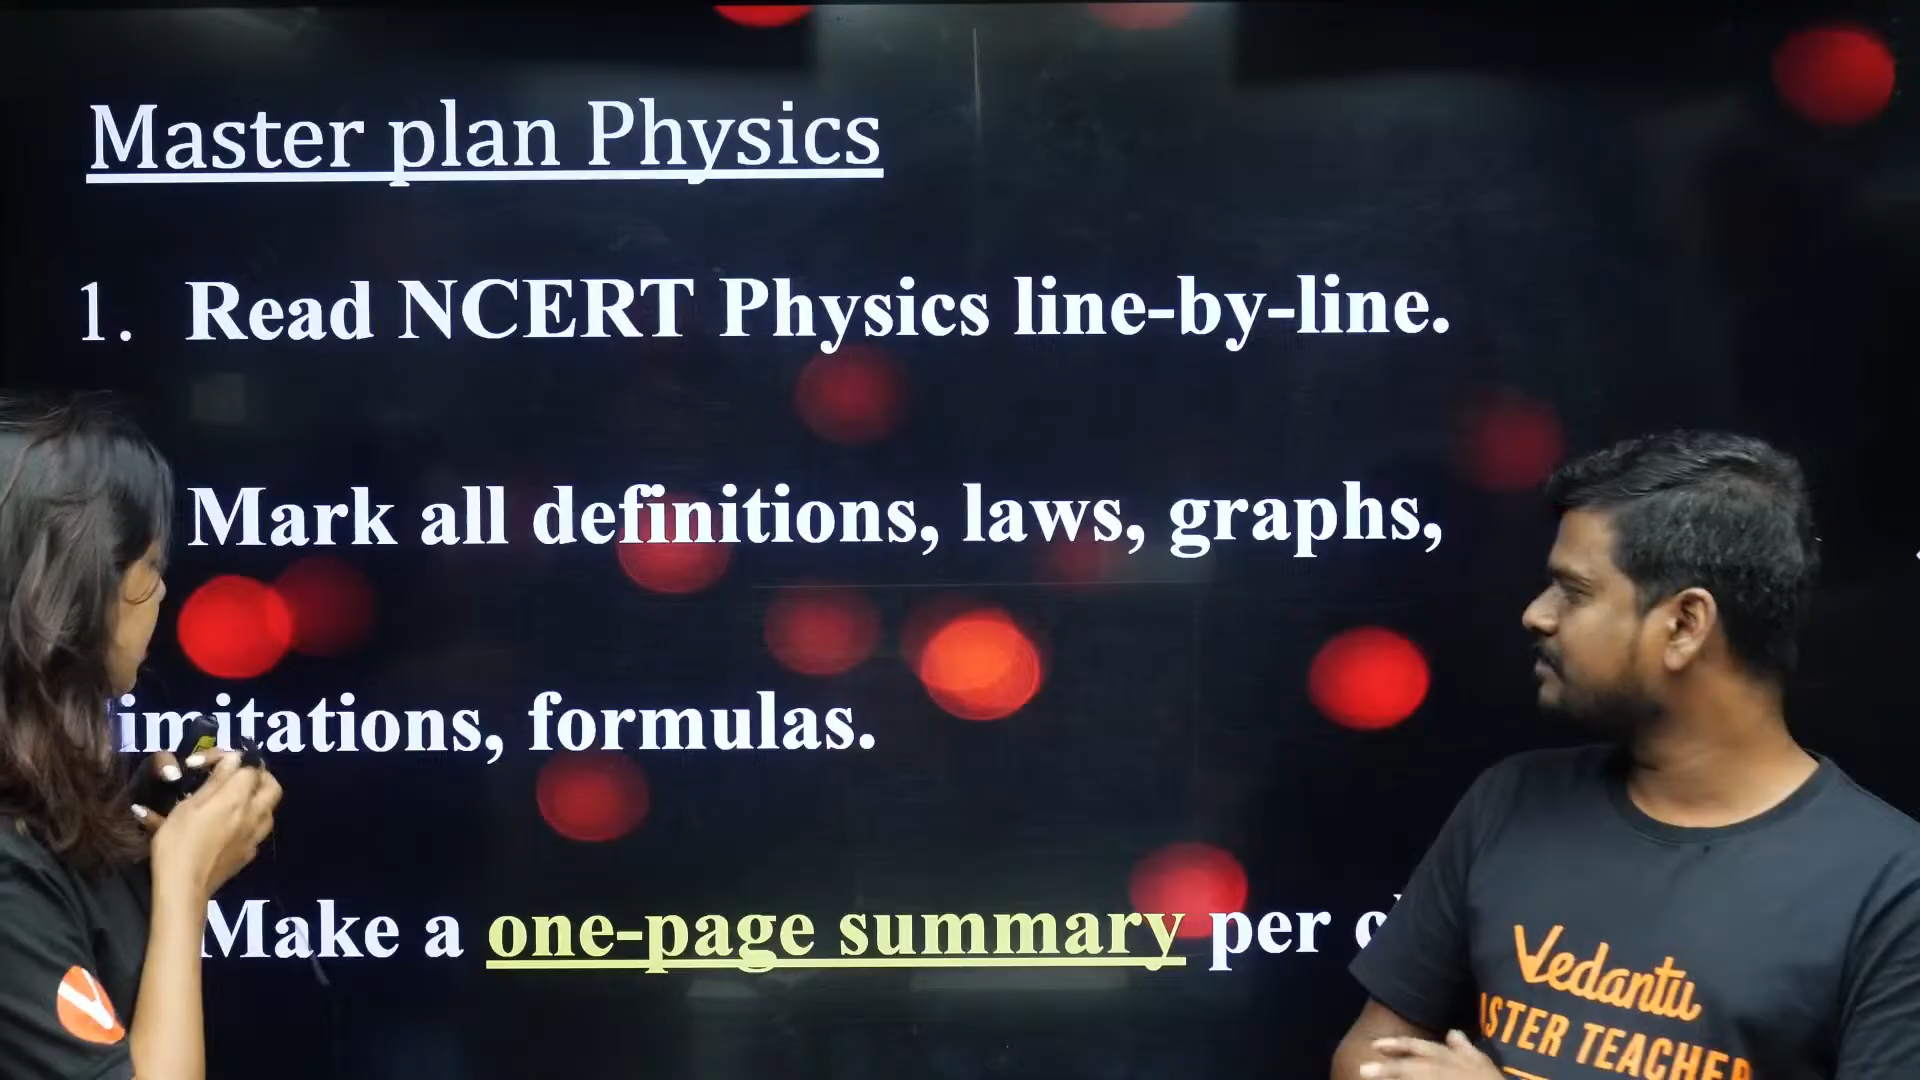 Master plan Physics
1. Read NCERT Physics line-by-line.
Mark all definitions, laws, graphs,
formulas.
Make a one-page summary per
Vedantu
TEACHER